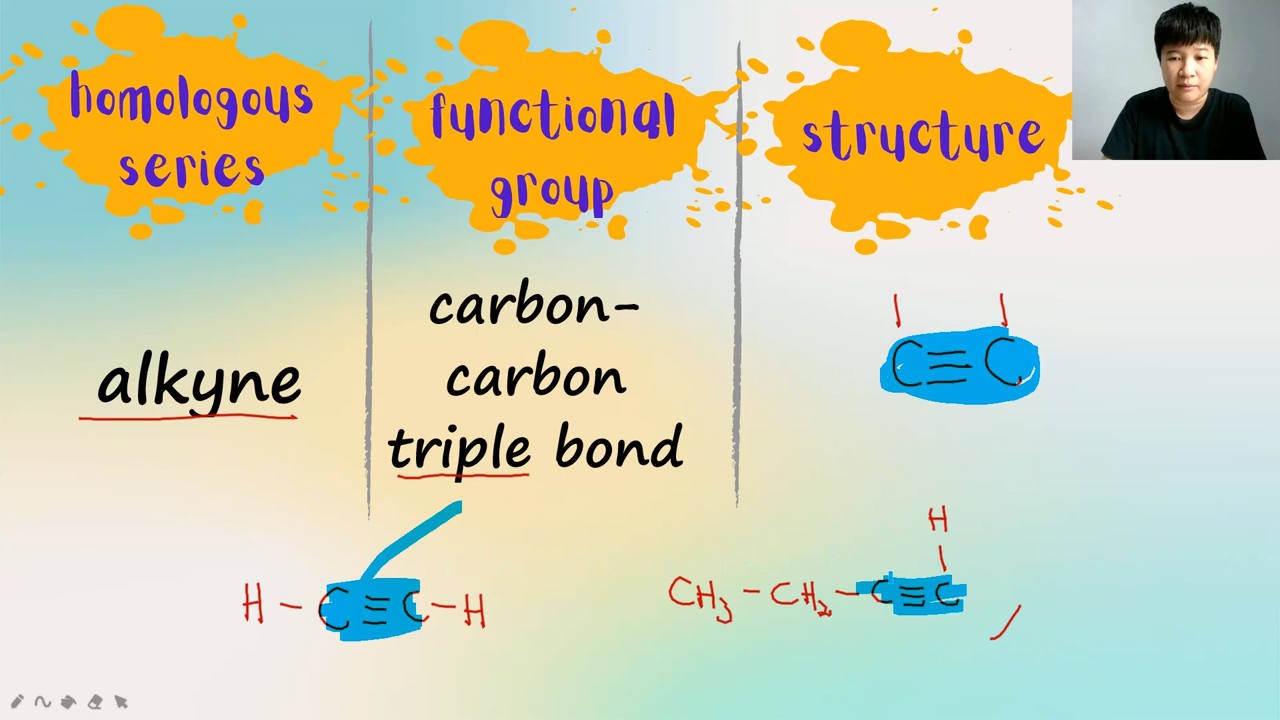 homologous
series
functional
group
structure
alkyne
carbon-
carbon
triple bond
C≡C
H-C≡C-H
H
CH₃-CH₂-C≡C